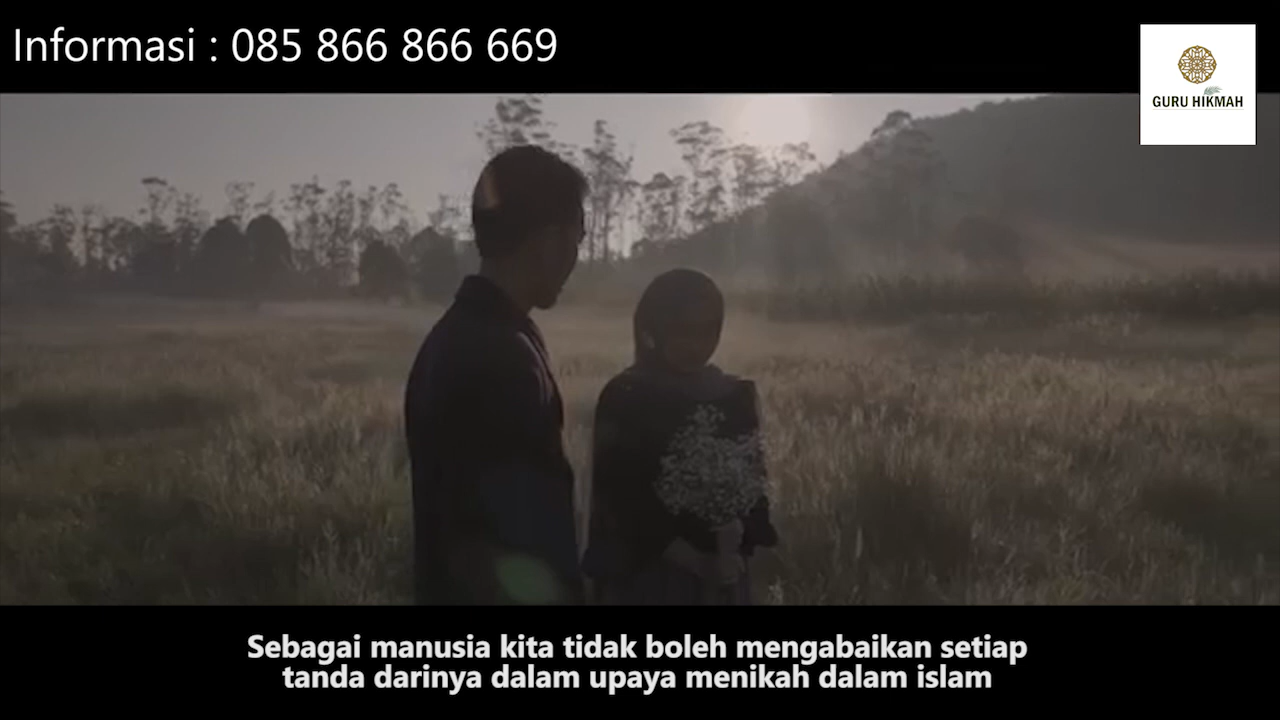 Informasi : 085 866 866 669
GURU HIKMAH
Sebagai manusia kita tidak boleh mengabaikan setiap
tanda darinya dalam upaya menikah dalam islam